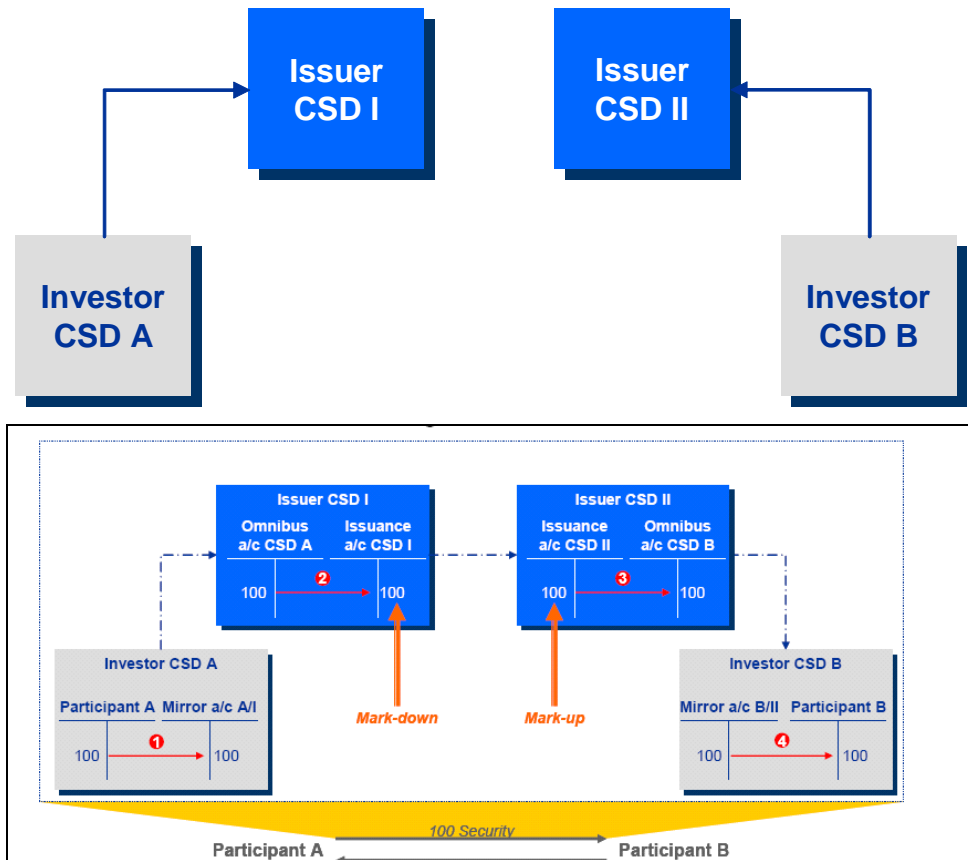 Issuer
CSD I
Issuer
CSD II
Investor
CSD A
Investor
CSD B
Issuer CSD I
Omnibus
a/c CSD A
Issuance
a/c CSD I
100
2
100
Issuer CSD II
Issuance
a/c CSD II
Omnibus
a/c CSD B
100
3
100
Investor CSD A
Participant A
Mirror a/c A/I
100
1
100
Mark-down
Mark-up
Investor CSD B
Mirror a/c B/II
Participant B
100
4
100
100 Security
Participant A
Participant B